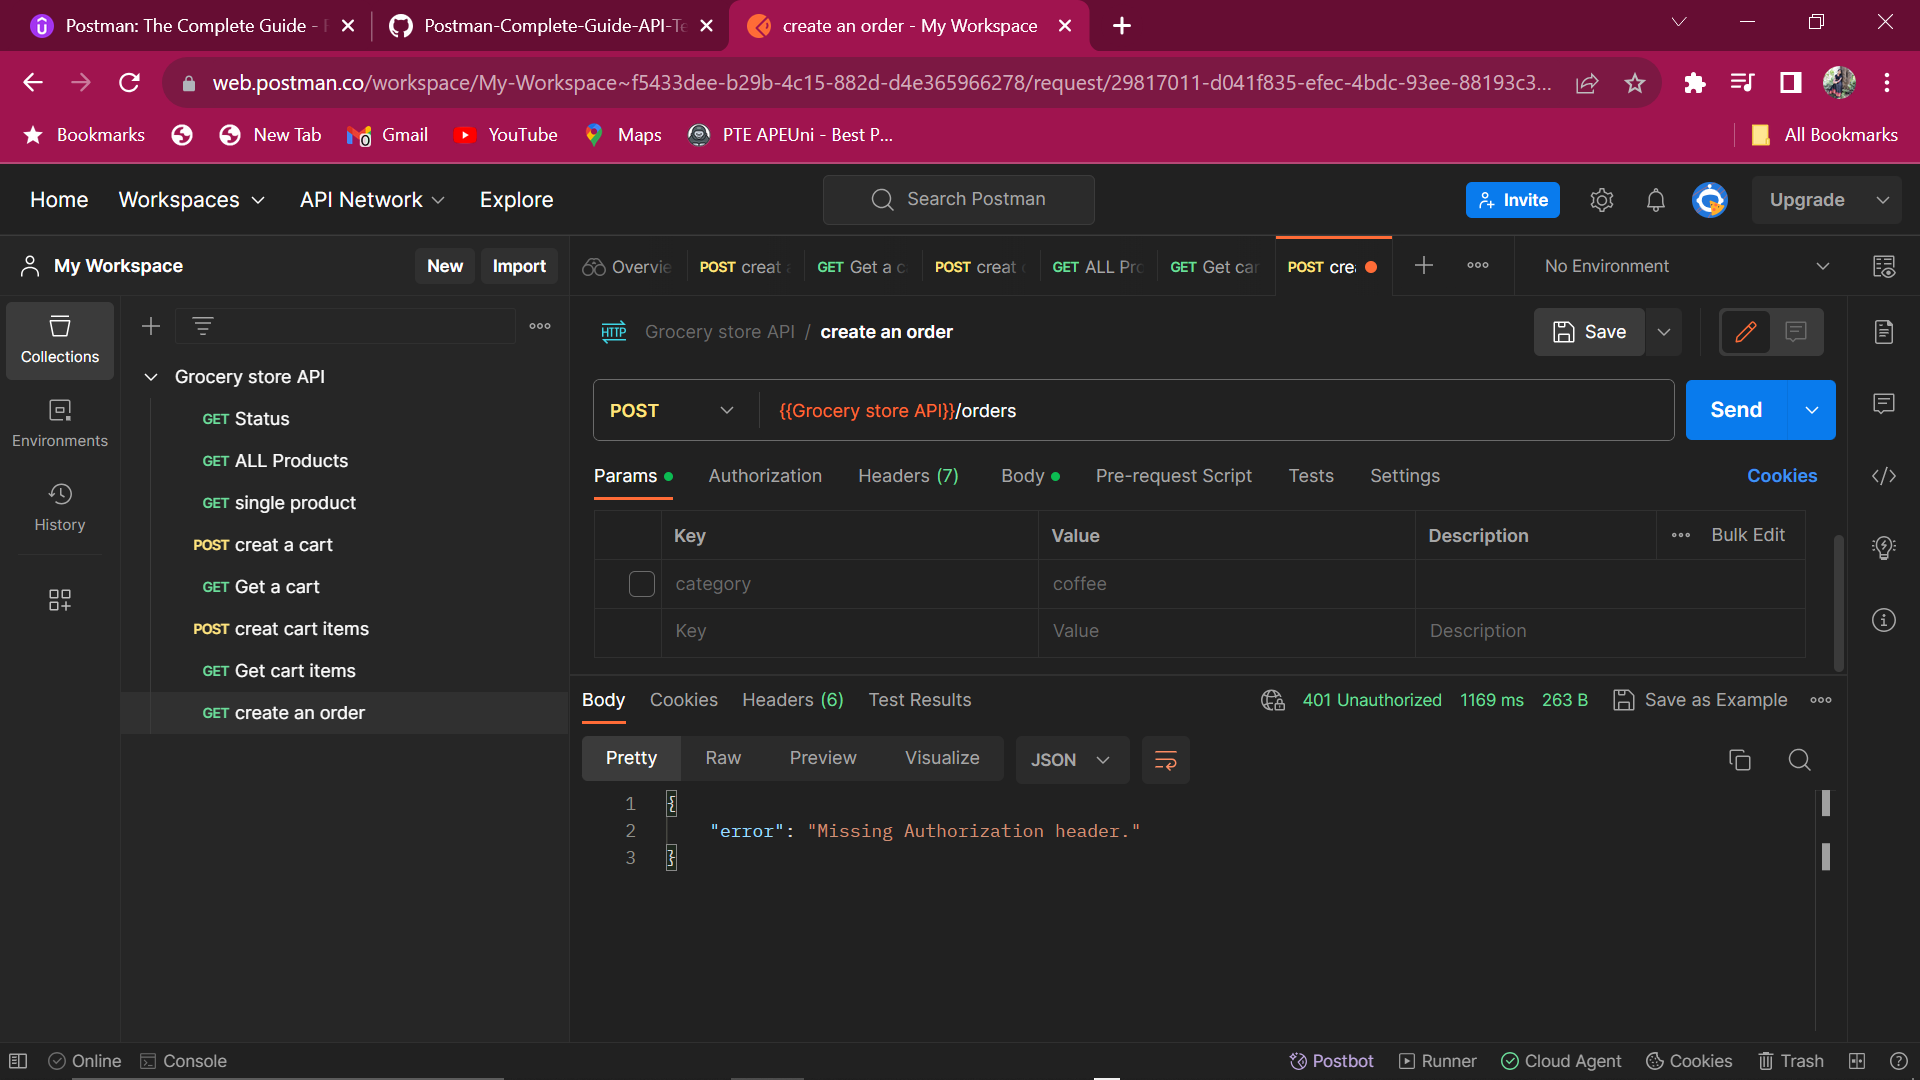 Postman: The Complete Guide -
Postman-Complete-Guide-API-Te
create an order - My Workspace
web.postman.co/workspace/My-Workspace~f5433dee-b29b-4c15-882d-d4e365966278/request/29817011-d041f835-efec-4bdc-93ee-88193c3...
Bookmarks
New Tab
Gmail
YouTube
Maps
PTE APEUni - Best P...
All Bookmarks
Home
Workspaces
API Network
Explore
Search Postman
Invite
Upgrade
My Workspace
New
Import
Overvie
POST creat a
GET Get a c
POST creat c
GET ALL Pro
GET Get car
POST crea
No Environment
Collections
Environments
History
Grocery store API
GET Status
GET ALL Products
GET single product
POST creat a cart
GET Get a cart
POST creat cart items
GET Get cart items
GET create an order
HTTP Grocery store API / create an order
Save
POST
{{Grocery store API}}/orders
Send
Params
Authorization
Headers (7)
Body
Pre-request Script
Tests
Settings
Cookies
Key Value Description Bulk Edit
category coffee
Key Value Description
Body
Cookies
Headers (6)
Test Results
401 Unauthorized 1169 ms 263 B
Save as Example
Pretty
Raw
Preview
Visualize
JSON
1 {
2 "error": "Missing Authorization header."
3 }
Online
Console
Postbot
Runner
Cloud Agent
Cookies
Trash